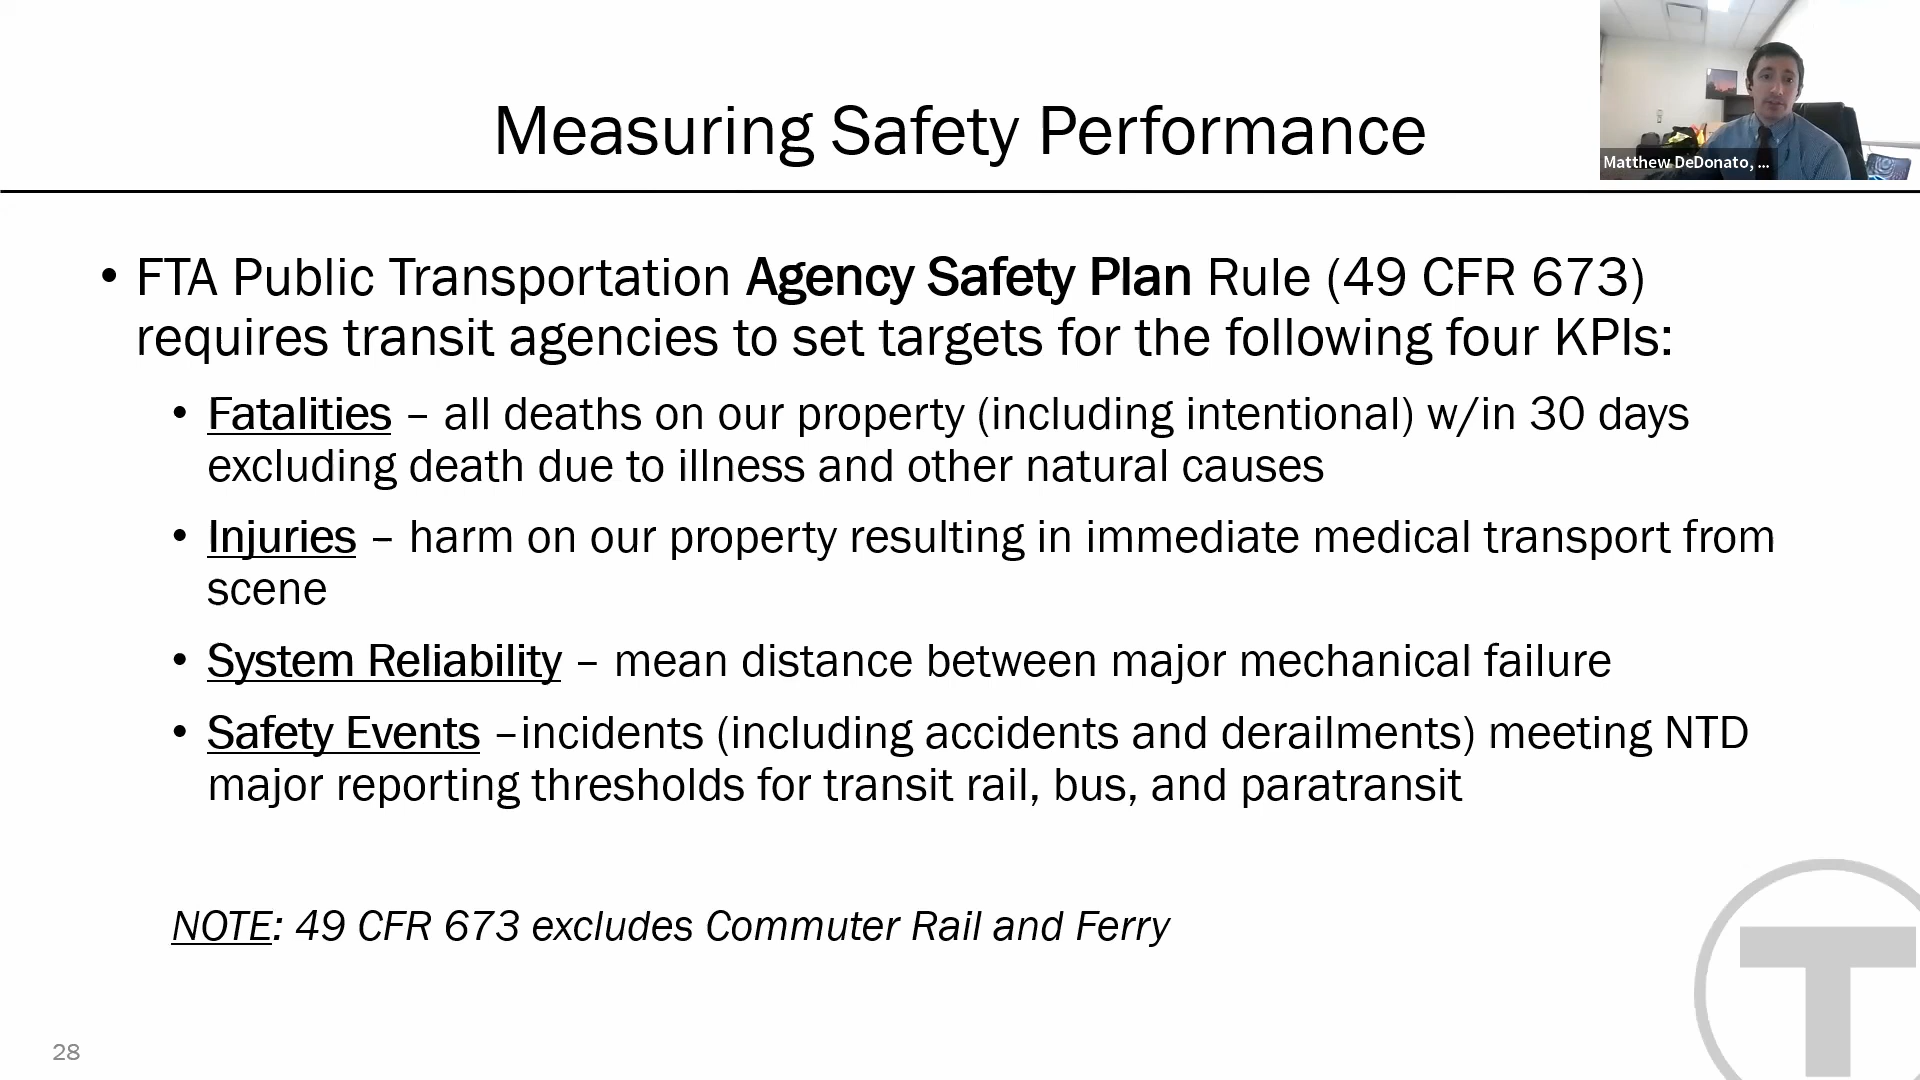 Measuring Safety Performance
Matthew DeDonato, ...
• FTA Public Transportation Agency Safety Plan Rule (49 CFR 673)
requires transit agencies to set targets for the following four KPIs:
• Fatalities – all deaths on our property (including intentional) w/in 30 days
excluding death due to illness and other natural causes
• Injuries – harm on our property resulting in immediate medical transport from
scene
• System Reliability – mean distance between major mechanical failure
• Safety Events –incidents (including accidents and derailments) meeting NTD
major reporting thresholds for transit rail, bus, and paratransit
NOTE: 49 CFR 673 excludes Commuter Rail and Ferry
T
28